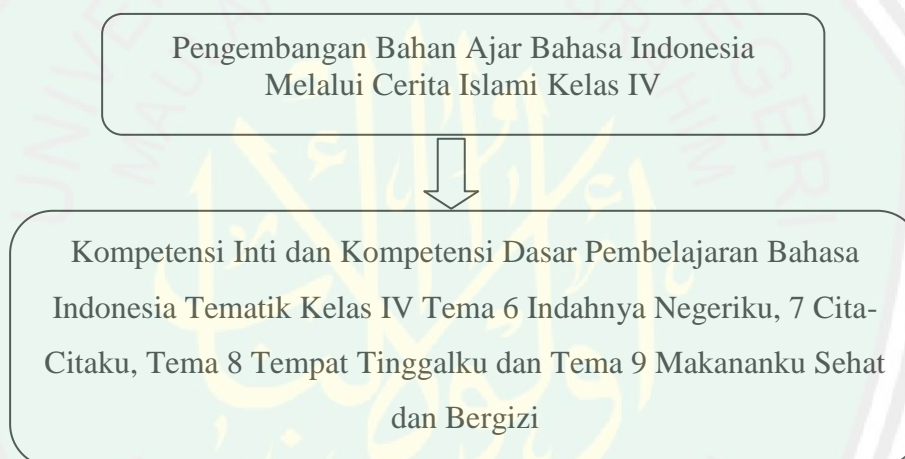 Pengembangan Bahan Ajar Bahasa Indonesia
Melalui Cerita Islami Kelas IV
Kompetensi Inti dan Kompetensi Dasar Pembelajaran Bahasa
Indonesia Tematik Kelas IV Tema 6 Indahnya Negeriku, 7 Cita-
Citaku, Tema 8 Tempat Tinggalku dan Tema 9 Makananku Sehat
dan Bergizi